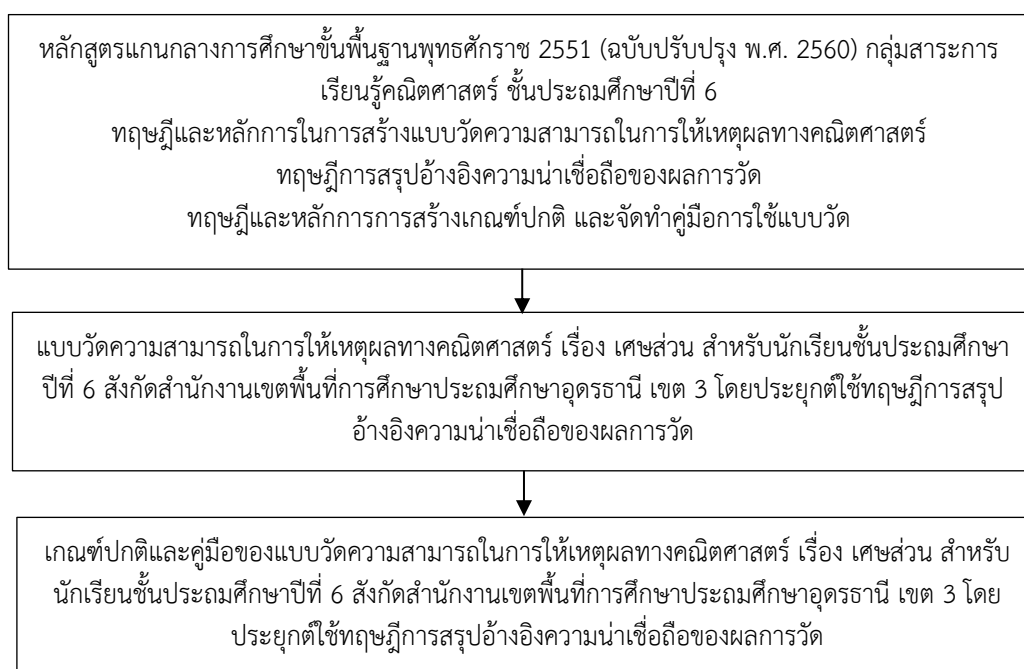 หลักสูตรแกนกลางการศึกษาขั้นพื้นฐานพุทธศักราช 2551 (ฉบับปรับปรุง พ.ศ. 2560) กลุ่มสาระการ
เรียนรู้คณิตศาสตร์ ชั้นประถมศึกษาปีที่ 6
ทฤษฎีและหลักการในการสร้างแบบวัดความสามารถในการให้เหตุผลทางคณิตศาสตร์
ทฤษฎีการสรุปอ้างอิงความน่าเชื่อถือของผลการวัด
ทฤษฎีและหลักการการสร้างเกณฑ์ปกติ และจัดทำคู่มือการใช้แบบวัด
แบบวัดความสามารถในการให้เหตุผลทางคณิตศาสตร์ เรื่อง เศษส่วน สำหรับนักเรียนชั้นประถมศึกษา
ปีที่ 6 สังกัดสำนักงานเขตพื้นที่การศึกษาประถมศึกษาอุดรธานี เขต 3 โดยประยุกต์ใช้ทฤษฎีการสรุป
อ้างอิงความน่าเชื่อถือของผลการวัด
เกณฑ์ปกติและคู่มือของแบบวัดความสามารถในการให้เหตุผลทางคณิตศาสตร์ เรื่อง เศษส่วน สำหรับ
นักเรียนชั้นประถมศึกษาปีที่ 6 สังกัดสำนักงานเขตพื้นที่การศึกษาประถมศึกษาอุดรธานี เขต 3 โดย
ประยุกต์ใช้ทฤษฎีการสรุปอ้างอิงความน่าเชื่อถือของผลการวัด